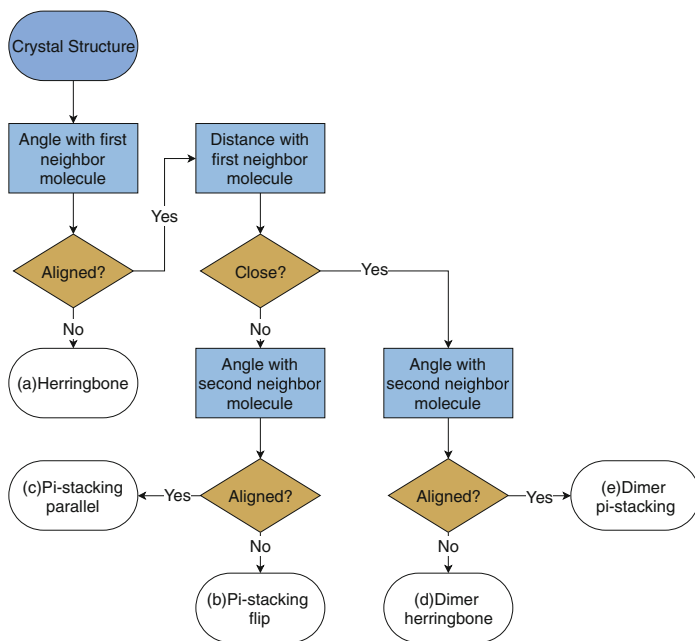 Crystal Structure
Angle with first
neighbor
molecule
Distance with
first neighbor
molecule
Yes
Aligned?
Close?
Yes
No
No
(a)Herringbone
Angle with
second neighbor
molecule
Angle with
second neighbor
molecule
(c)Pi-stacking
parallel
Yes
Aligned?
Aligned?
Yes
(e)Dimer
pi-stacking
No
No
(b)Pi-stacking
flip
(d)Dimer
herringbone